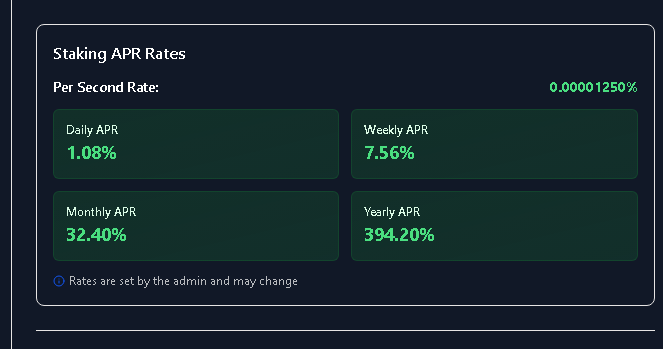 Staking APR Rates
Per Second Rate: 0.00001250%
Daily APR
1.08%
Weekly APR
7.56%
Monthly APR
32.40%
Yearly APR
394.20%
Rates are set by the admin and may change